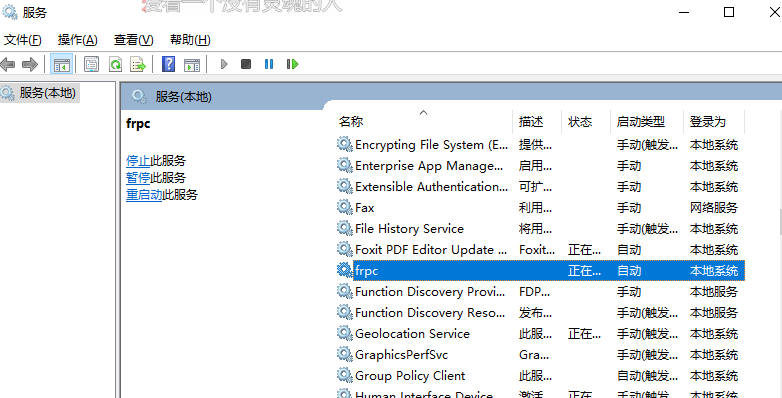 爱着一个没有灵魂的人
服务
文件(F) 操作(A) 查看(V) 帮助(H)
服务(本地)
服务(本地)
frpc
停止此服务
暂停此服务
重启动此服务
名称 描述 状态 启动类型 登录为
Encrypting File System (E... 提供... 手动(触发... 本地系统
Enterprise App Manage... 启用... 手动 本地系统
Extensible Authentication... 可扩... 手动 本地系统
Fax 利用... 手动 网络服务
File History Service 将用... 手动(触发... 本地系统
Foxit PDF Editor Update ... Foxit... 正在... 自动 本地系统
frpc 正在... 自动 本地系统
Function Discovery Provi... FDP... 手动 本地服务
Function Discovery Reso... 发布... 手动(触发... 本地服务
Geolocation Service 此服... 正在... 手动(触发... 本地系统
GraphicsPerfSvc Gra... 手动(触发... 本地系统
Group Policy Client 此服... 自动(触发... 本地系统
Human Interface Device 激活... 正在... 手动(触发... 本地系统